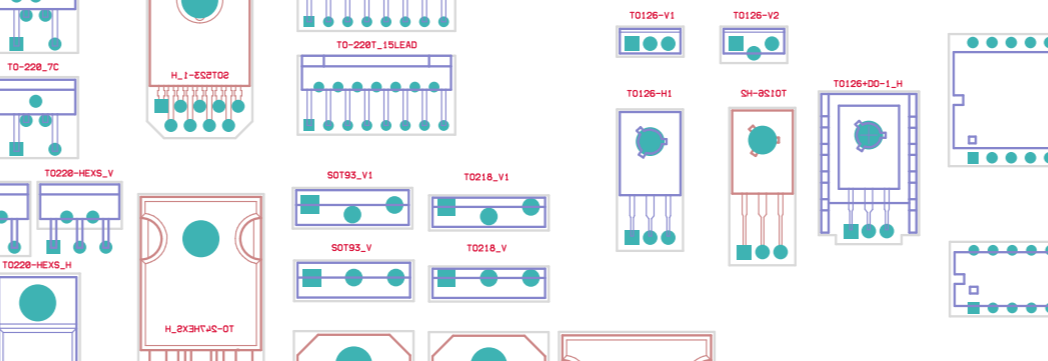 TO126-V1
TO126-V2
TO-220T_15LEAD
TO-220_7C
SOT523-1_H
TO126+DO-1_H
TO126-H1
TO126-H2
TO220-HEXS_V
SOT93_V1
TO218_V1
SOT93_V
TO218_V
TO220-HEXS_H
TO-247HEXS_H